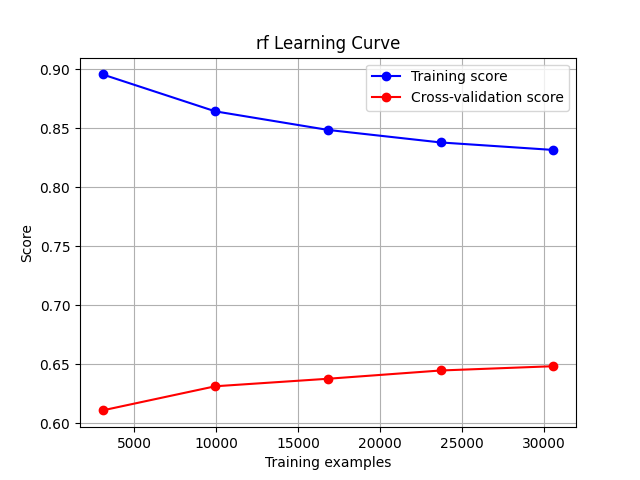 rf Learning Curve
Training score
Cross-validation score
Score
0.90
0.85
0.80
0.75
0.70
0.65
0.60
5000 10000 15000 20000 25000 30000
Training examples